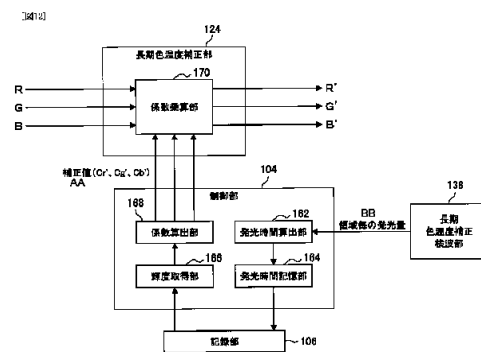 [図12]
124
長期色温度補正部
170
R
G
B
係数乗算部
R'
G'
B'
補正値(Cr'、Cg'、Cb')
AA
104
制御部
168
係数算出部
162
発光時間算出部
BB
領域毎の発光量
136
長期
色温度補正
検波部
166
輝度取得部
164
発光時間記憶部
記録部
106